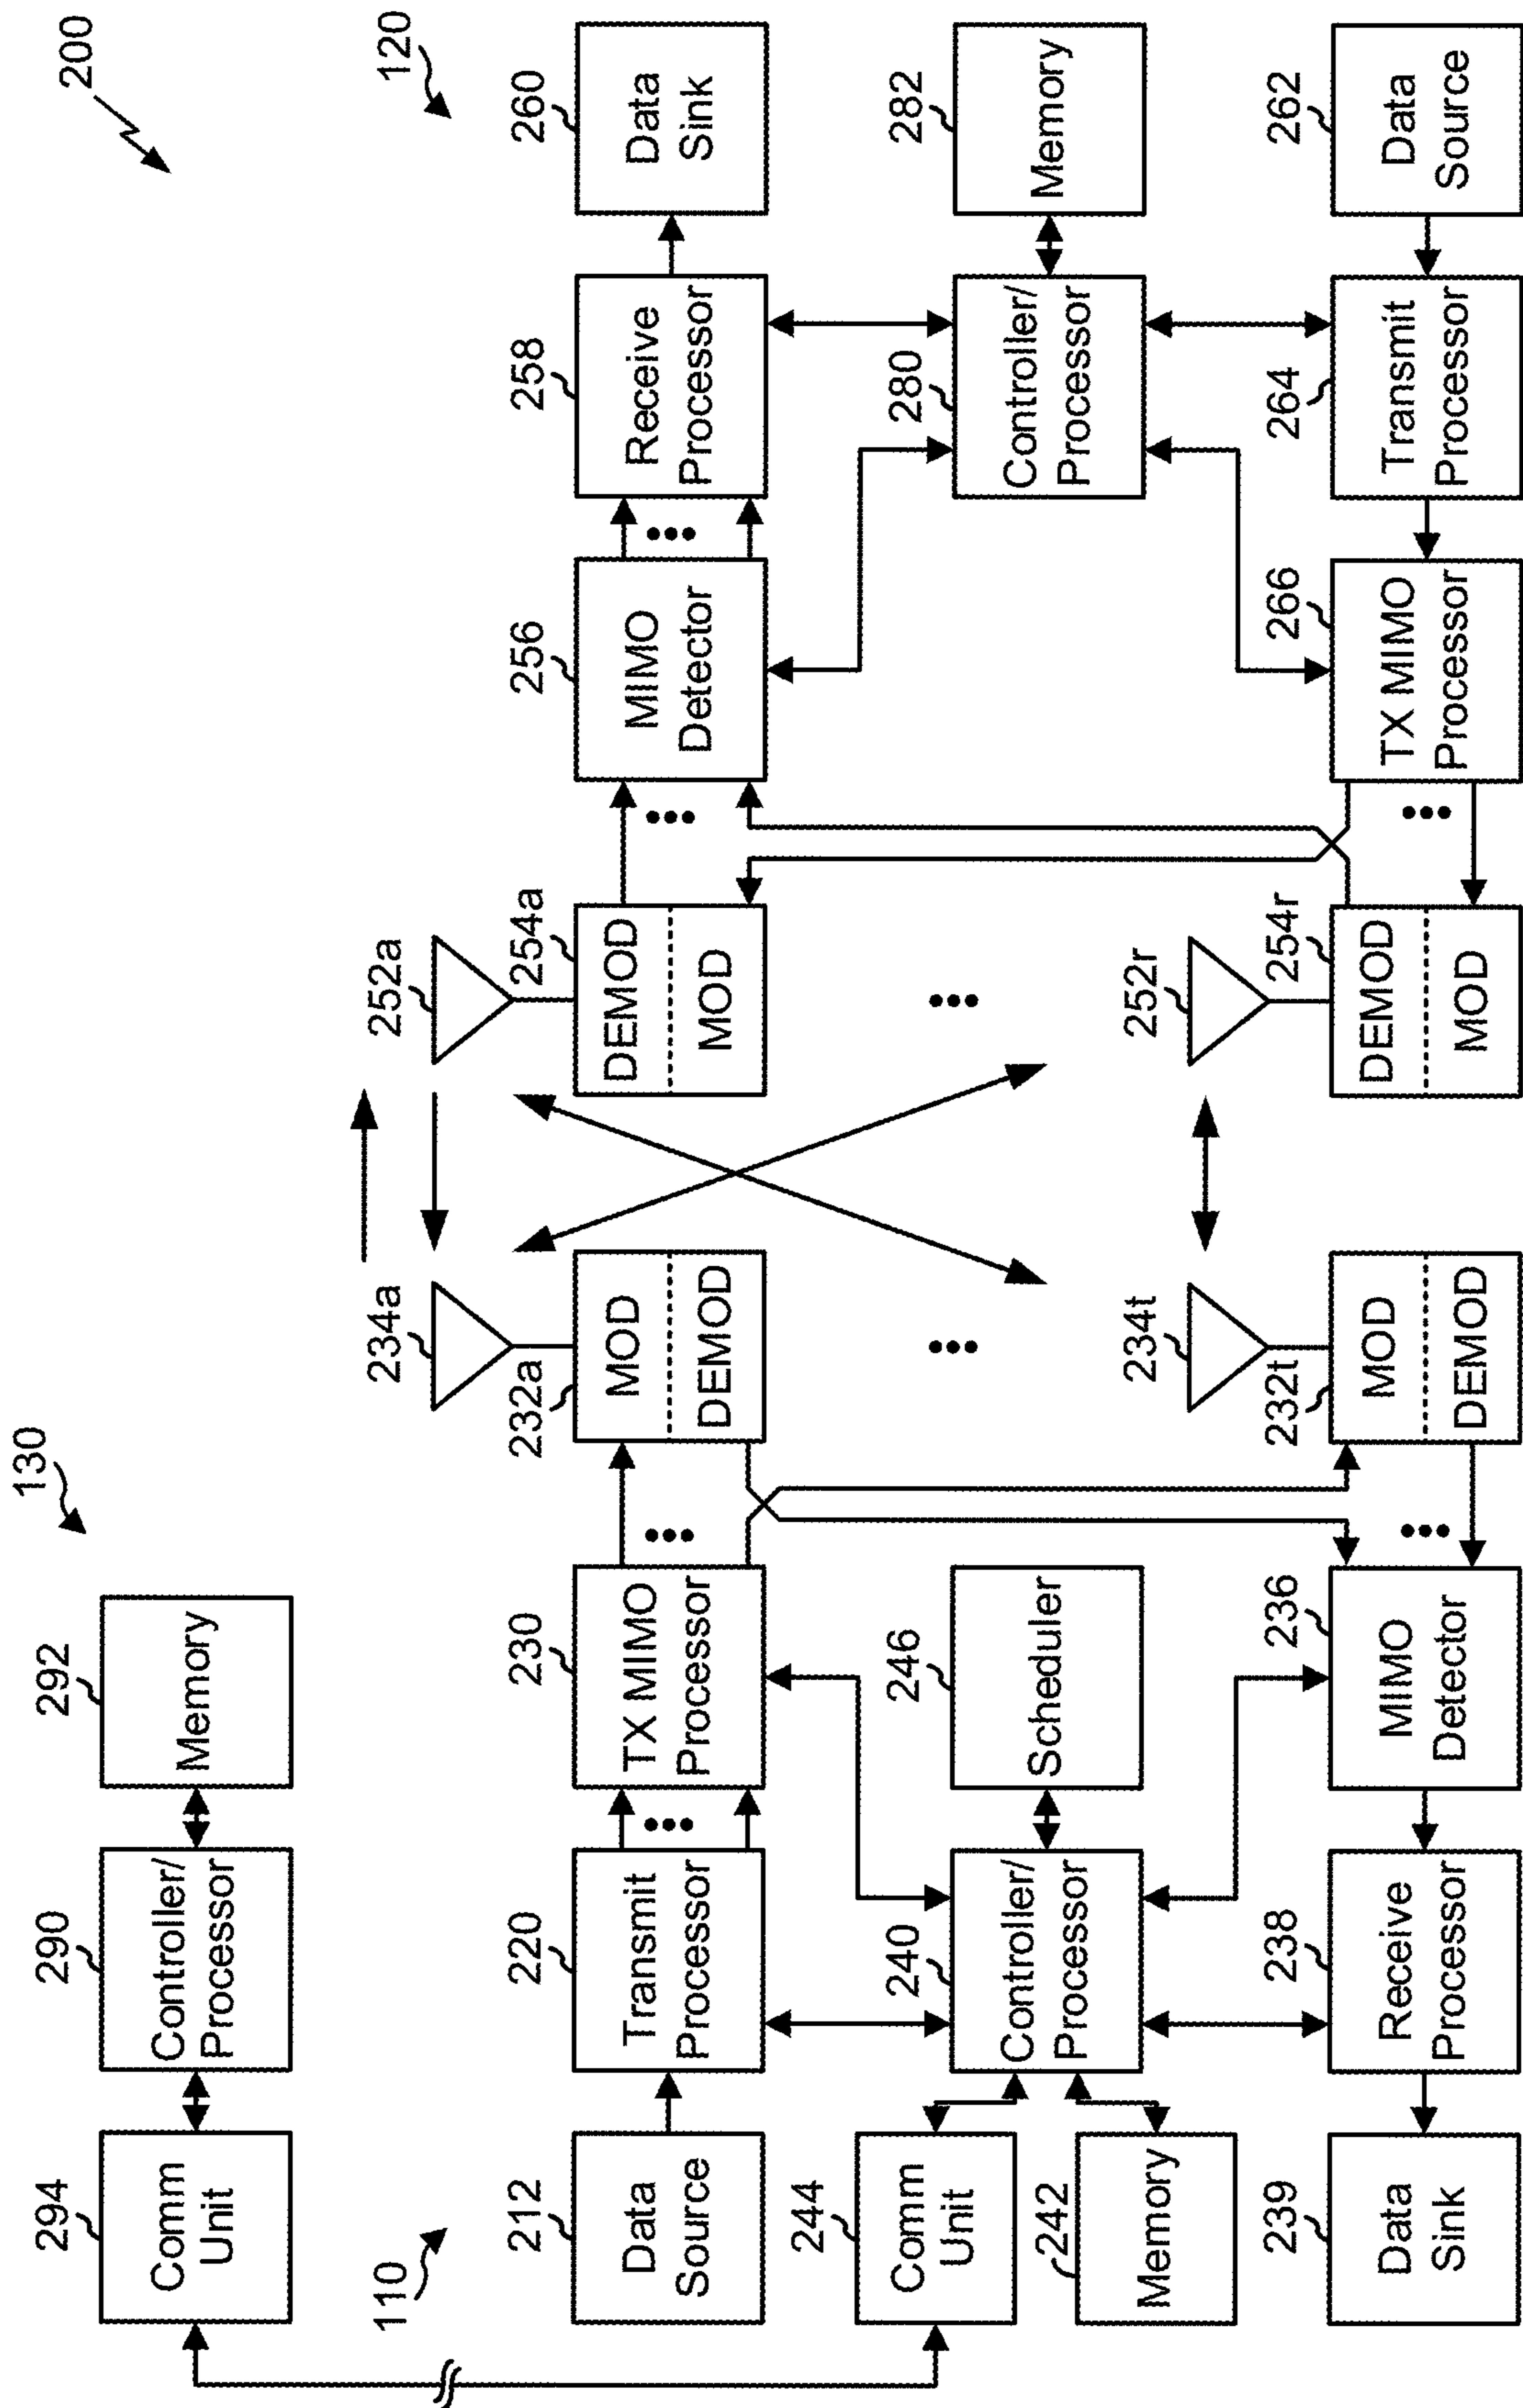 200
130
294
Comm
Unit
290
Controller/
Processor
292
Memory
110
120
212
Data
Source
220
Transmit
Processor
230
TX MIMO
Processor
232a
MOD
DEMOD
234a
252a
254a
DEMOD
MOD
256
MIMO
Detector
258
Receive
Processor
260
Data
Sink
244
Comm
Unit
242
Memory
240
Controller/
Processor
246
Scheduler
280
Controller/
Processor
282
Memory
239
Data
Sink
238
Receive
Processor
236
MIMO
Detector
232t
MOD
DEMOD
234t
252r
254r
DEMOD
MOD
266
TX MIMO
Processor
264
Transmit
Processor
262
Data
Source